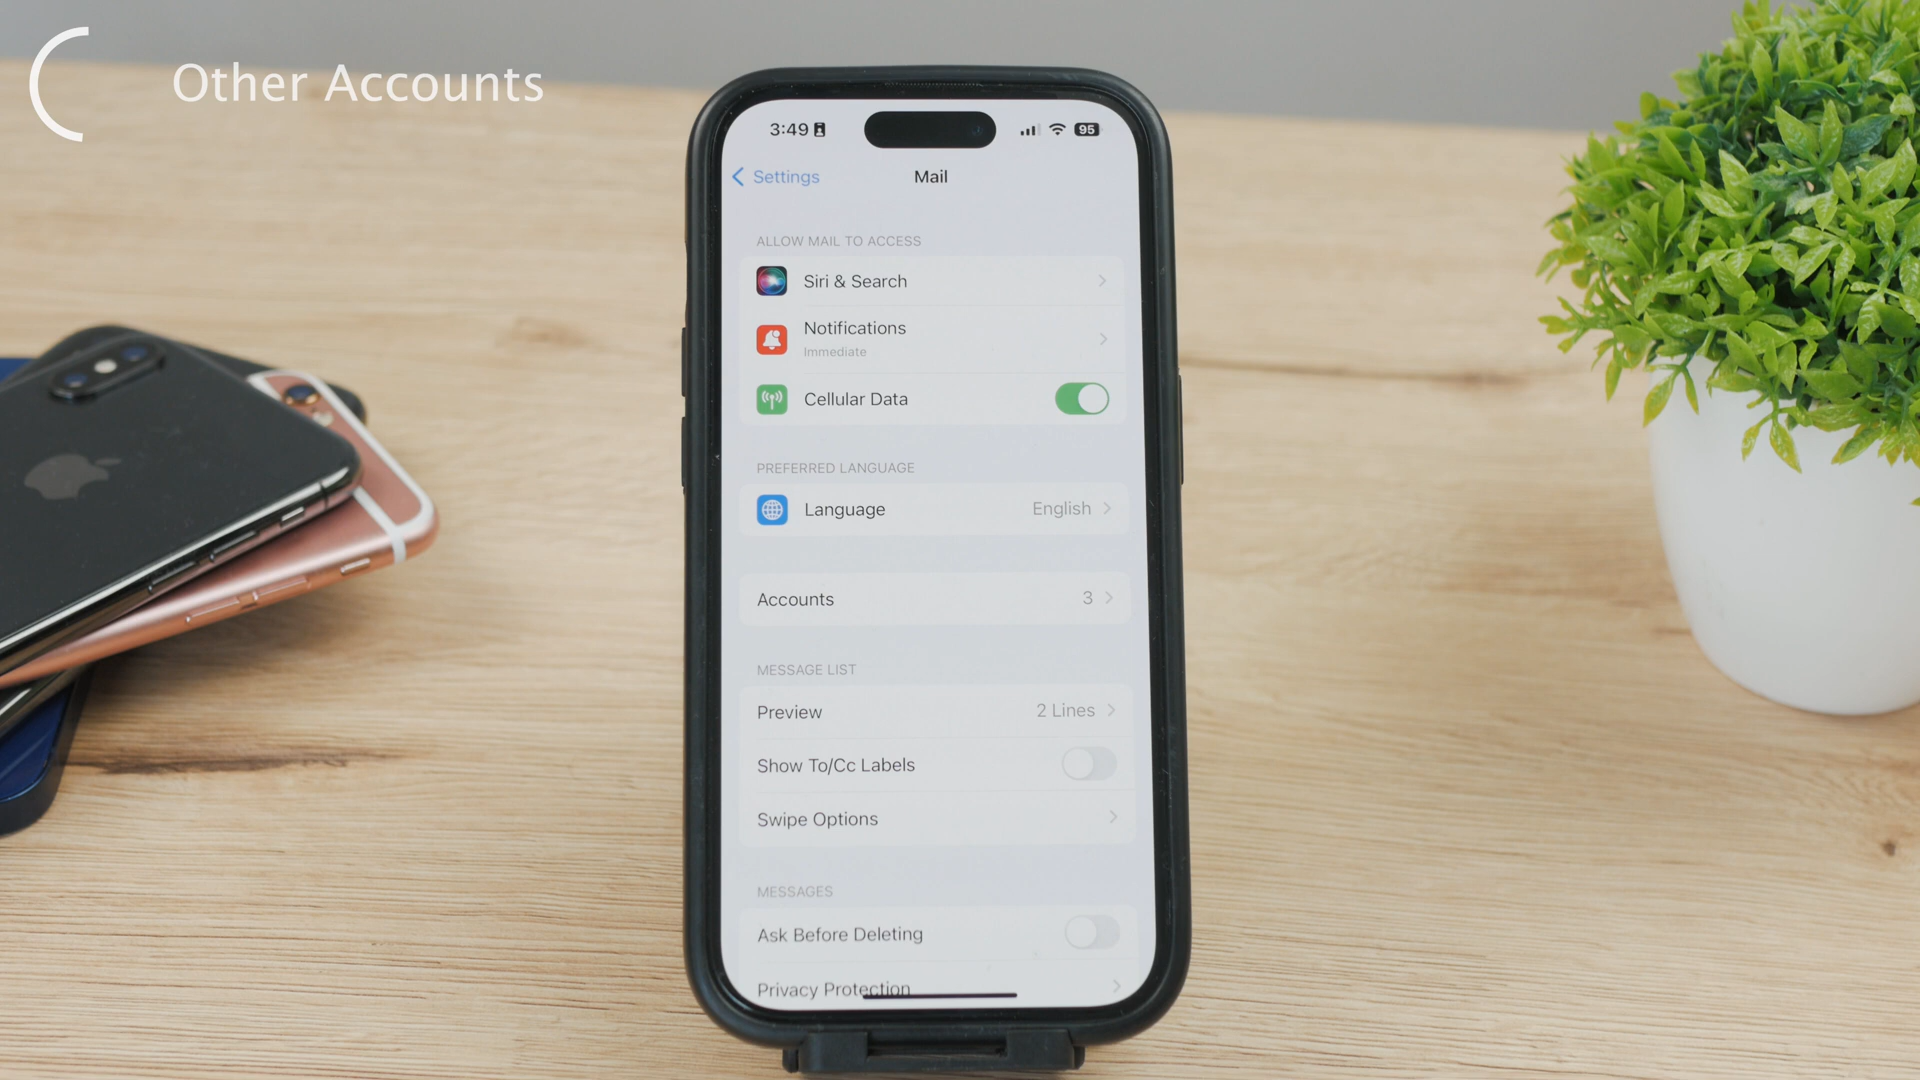 Other Accounts
3:49
95
Settings
Mail
ALLOW MAIL TO ACCESS
Siri & Search
Notifications
Immediate
Cellular Data
PREFERRED LANGUAGE
Language
English
Accounts
3
MESSAGE LIST
Preview
2 Lines
Show To/Cc Labels
Swipe Options
MESSAGES
Ask Before Deleting
Privacy Protection